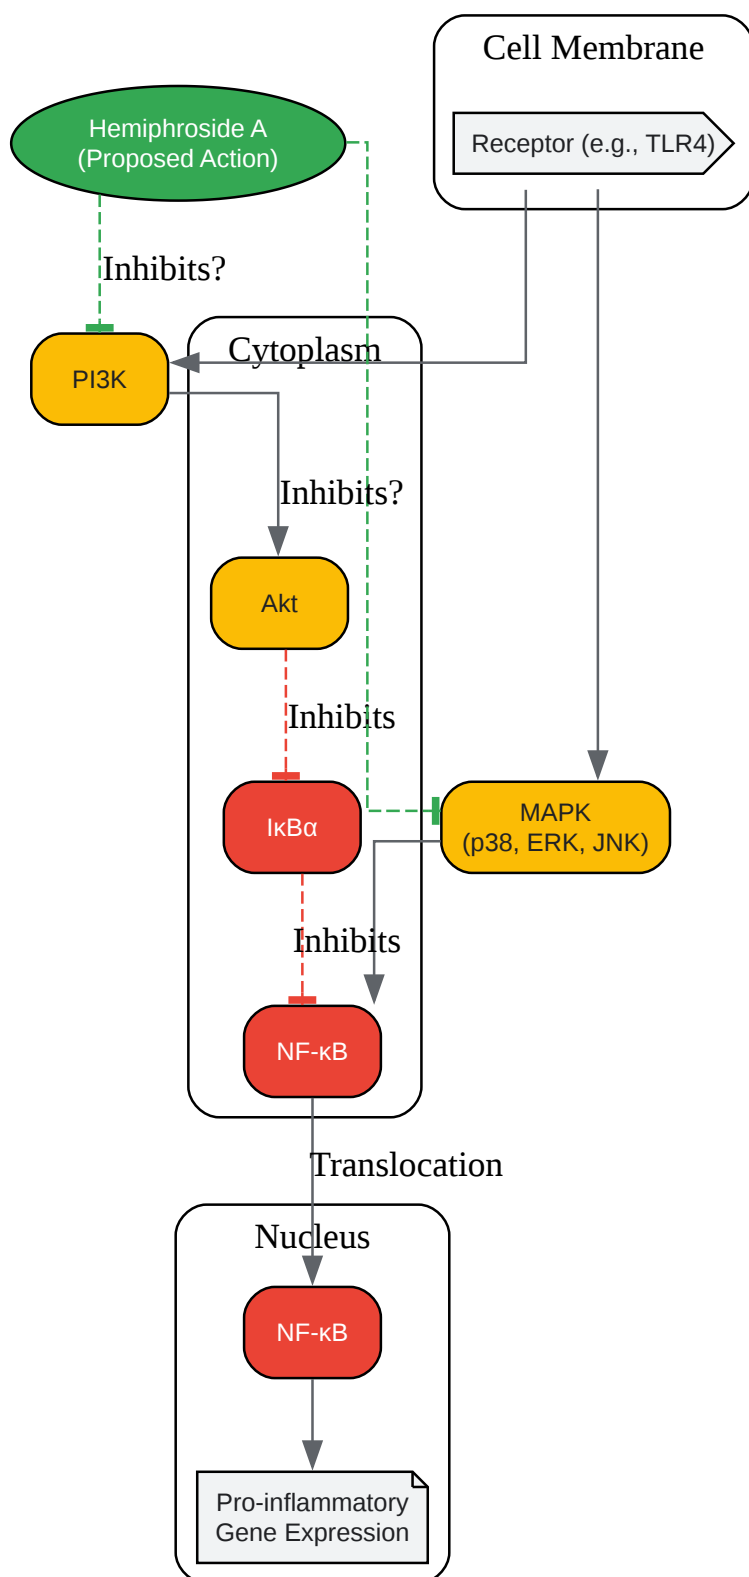 Cell Membrane
Hemiphroside A
(Proposed Action)
Receptor (e.g., TLR4)
Inhibits?
Cytoplasm
PI3K
Inhibits?
Akt
Inhibits
IκBα
MAPK
(p38, ERK, JNK)
Inhibits
NF-κB
Translocation
Nucleus
NF-κB
Pro-inflammatory
Gene Expression